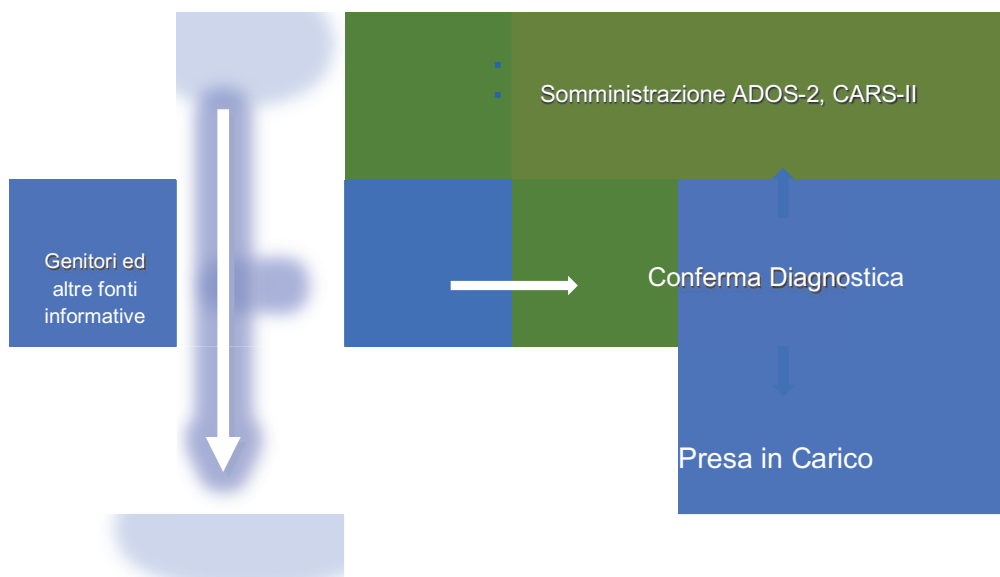 Somministrazione ADOS-2, CARS-II
Genitori ed
altre fonti
informative
Conferma Diagnostica
Presa in Carico